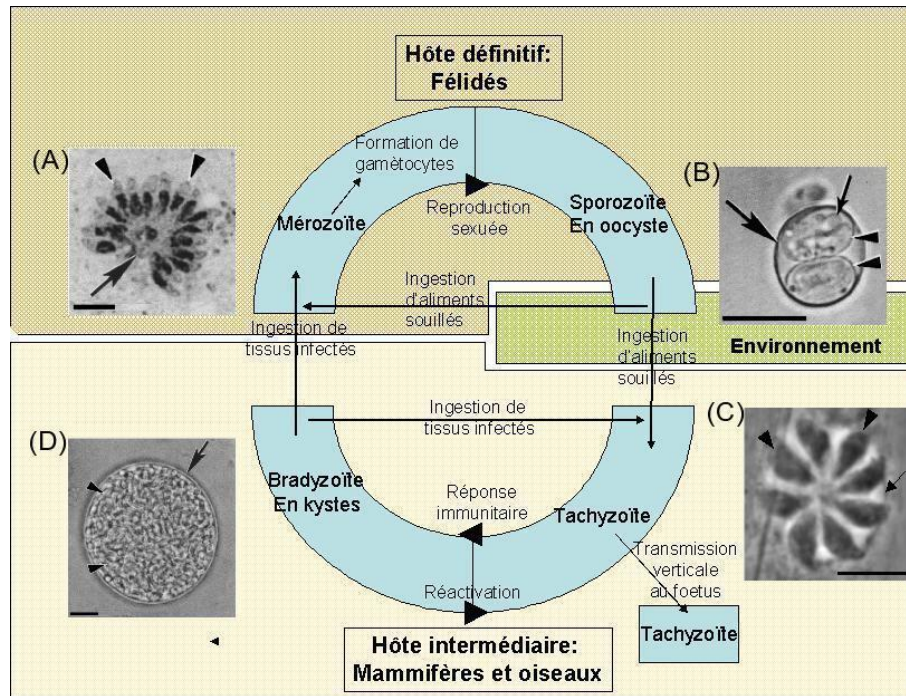 Hôte définitif:
Félidés
(A)
Formation de
gamètocytes
Mérozoïte
Reproduction
sexuée
Sporozoïte
En oocyste
(B)
Ingestion
d'aliments
souillés
Ingestion de
tissus infectés
Ingestion
d'aliments
souillés
Environnement
(D)
Ingestion de
tissus infectés
(C)
Bradyzoïte
En kystes
Réponse
immunitaire
Tachyzoïte
Réactivation
Transmission
verticale
au foetus
Tachyzoïte
Hôte intermédiaire:
Mammifères et oiseaux